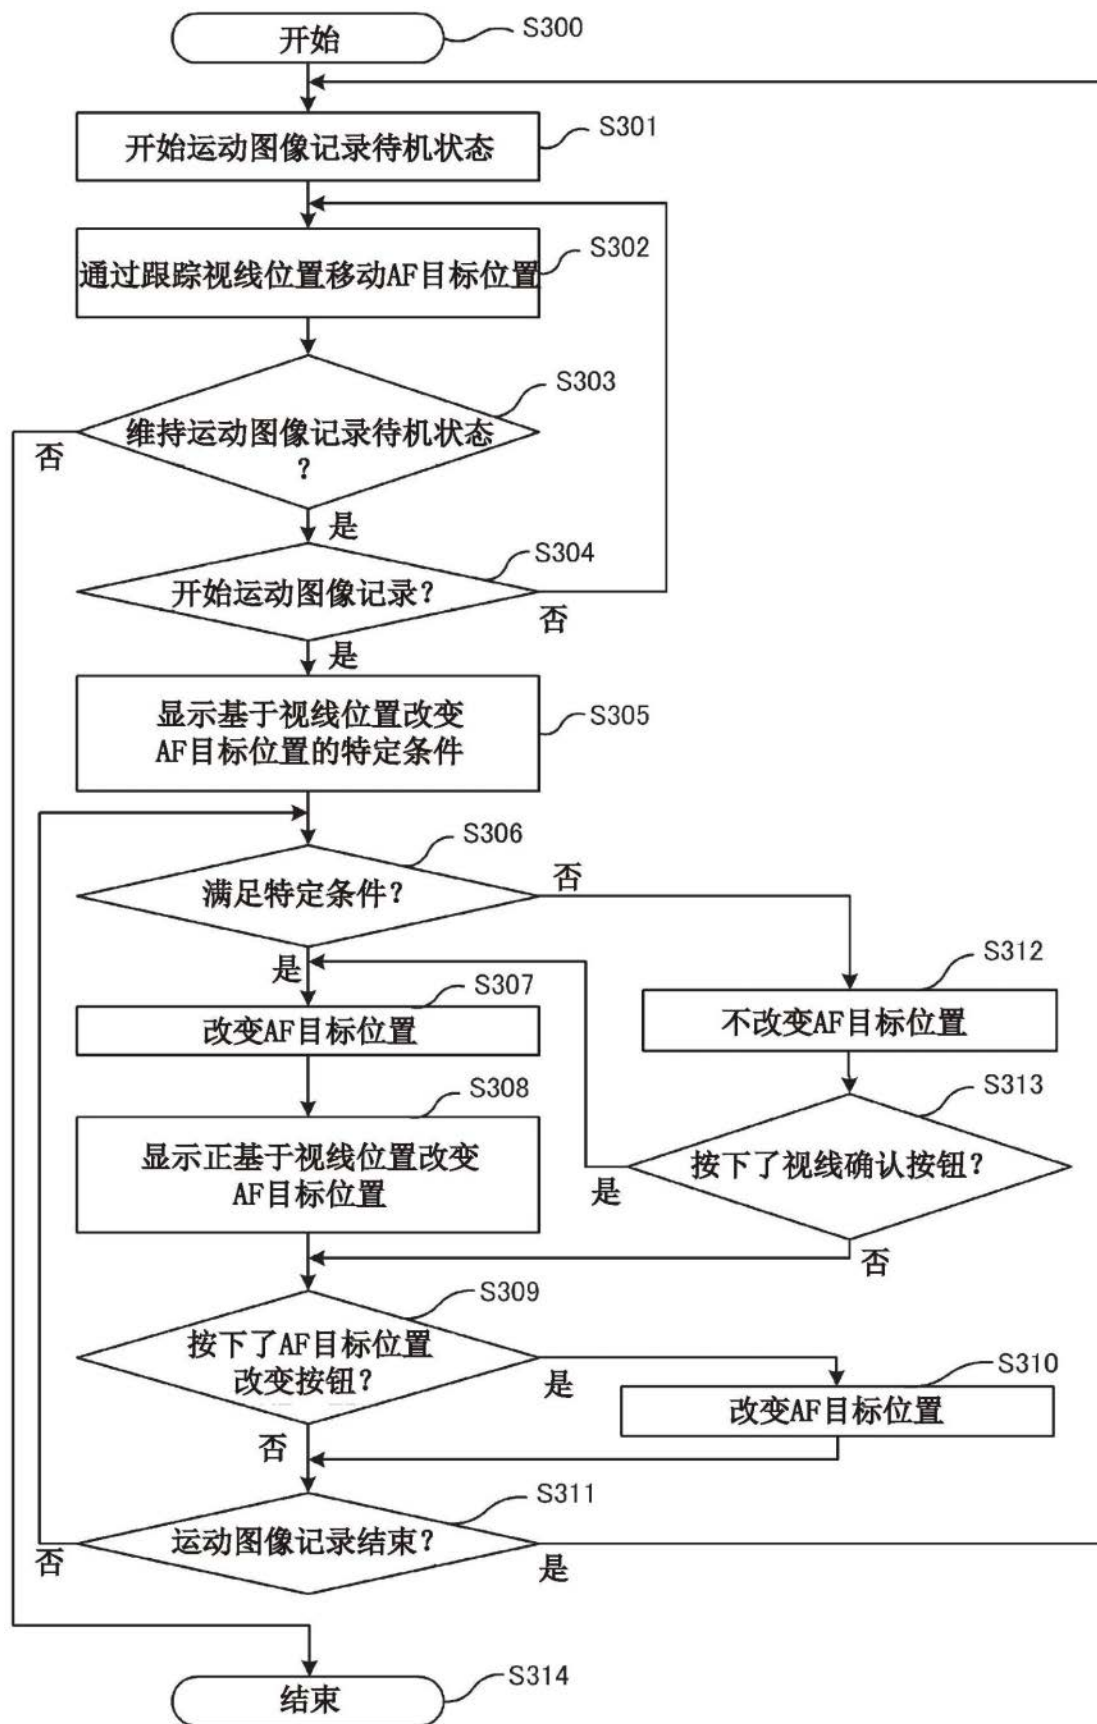 开始
S300
S301
开始运动图像记录待机状态
S302
通过跟踪视线位置移动AF目标位置
S303
维持运动图像记录待机状态
?
否
是
S304
开始运动图像记录?
否
是
显示基于视线位置改变
AF目标位置的特定条件
S305
S306
满足特定条件?
否
是
S307
改变AF目标位置
S312
不改变AF目标位置
S308
显示正基于视线位置改变
AF目标位置
S313
按下了视线确认按钮?
是
否
S309
按下了AF目标位置
改变按钮?
是
否
S310
改变AF目标位置
S311
运动图像记录结束?
否
是
结束
S314